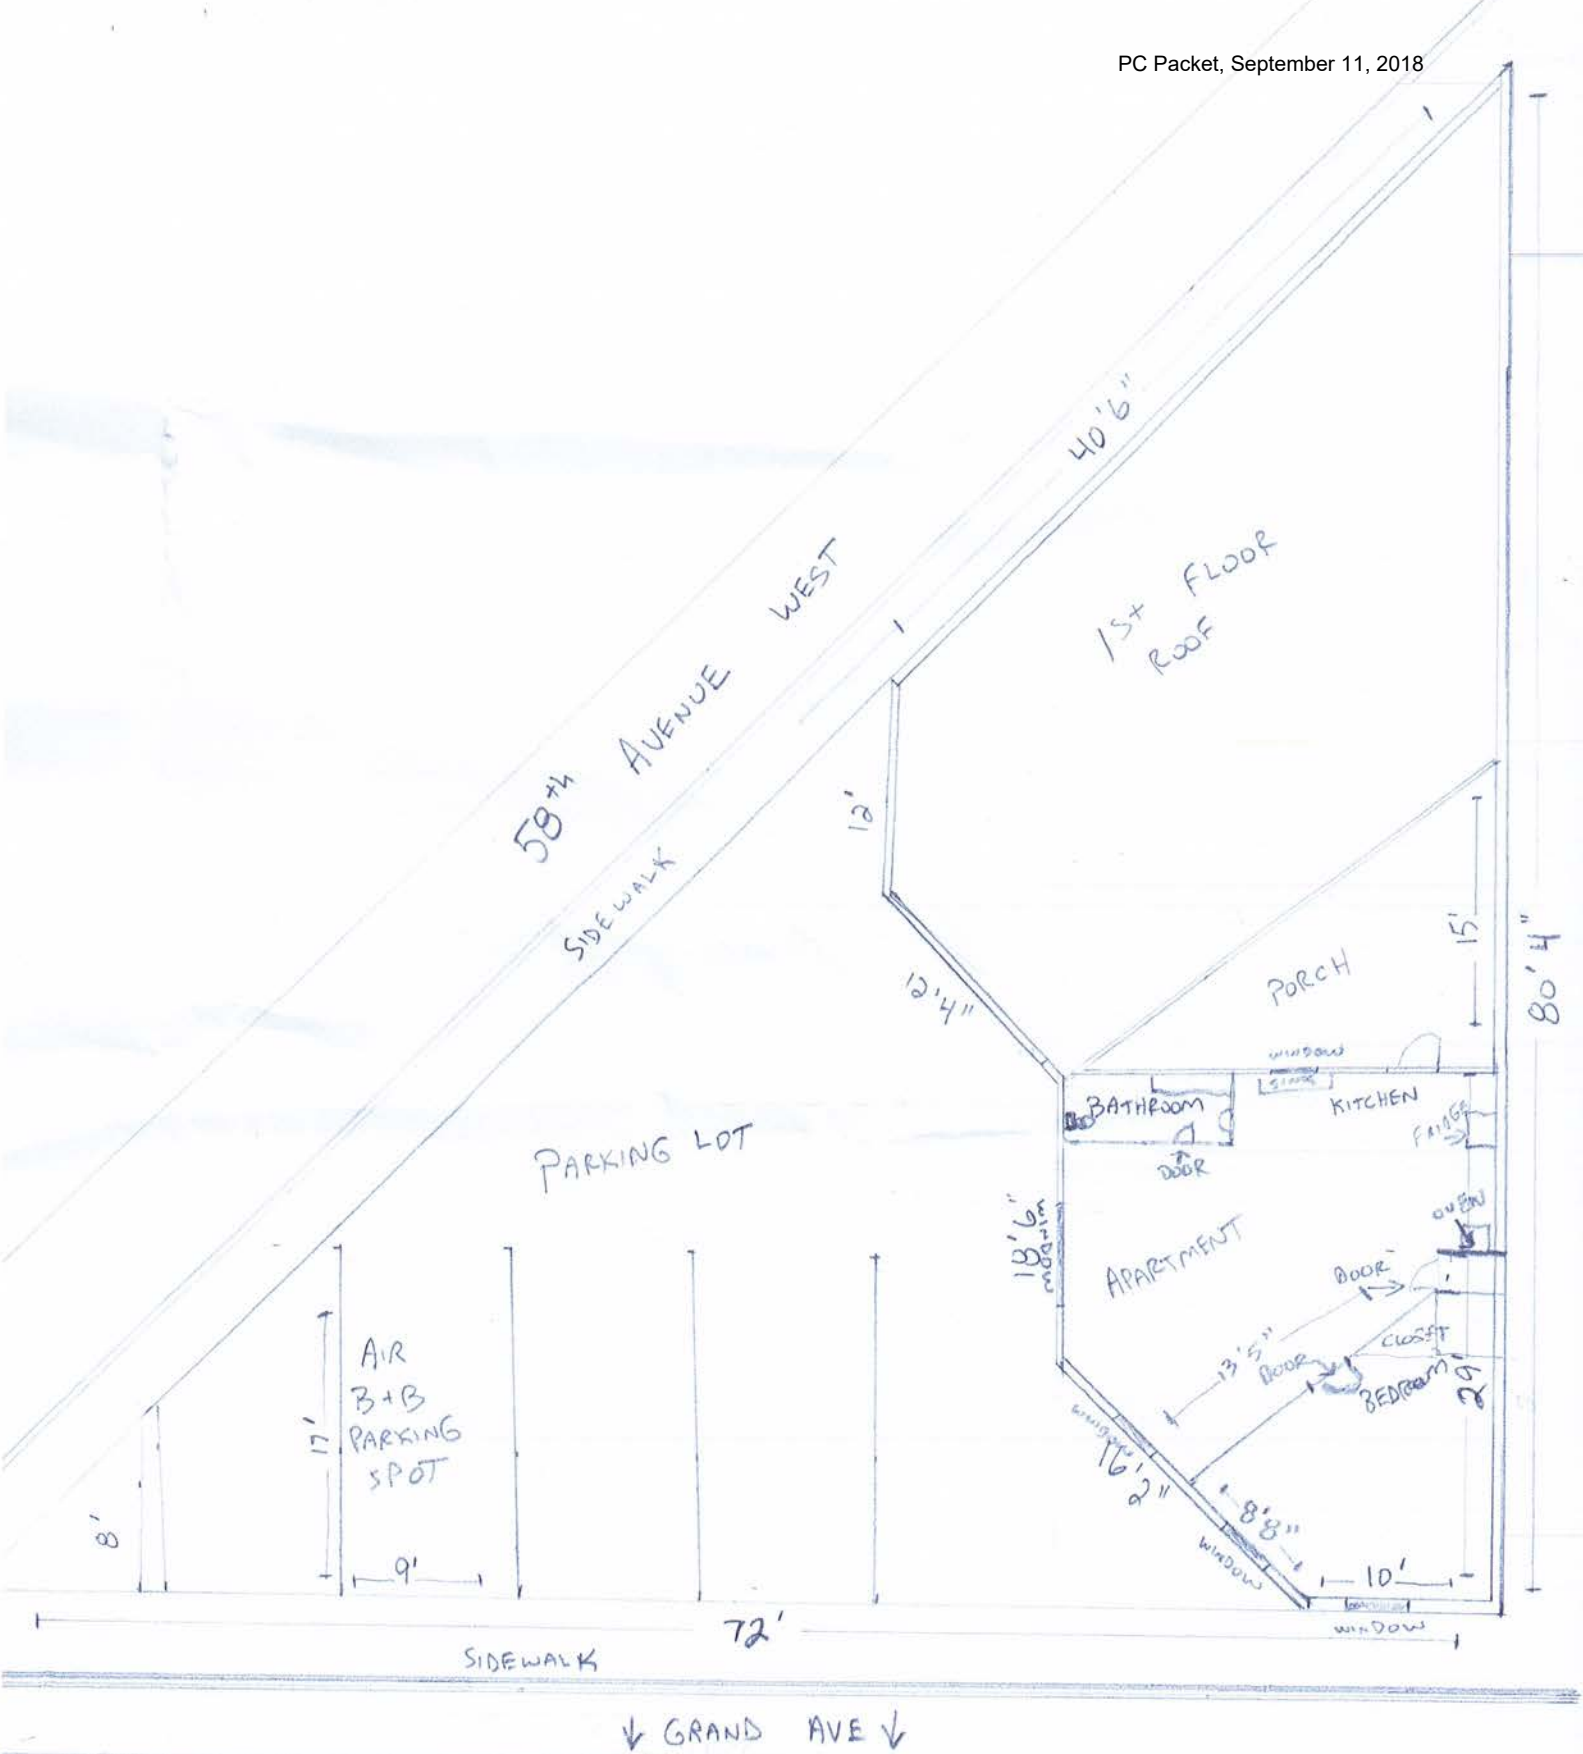 PC Packet, September 11, 2018
40'6"
58th AVENUE WEST
SIDEWALK
1st FLOOR
ROOF
12'
12'4"
PORCH
15'
80'4"
WINDOW
SINK
BATHROOM
KITCHEN
FRIDGE
DOOR
OVEN
18'6"
WINDOW
APARTMENT
DOOR
CLOSET
13'5"
DOOR
BEDROOM
29'
PARKING LOT
AIR
B+B
PARKING
SPOT
17'
8'
9'
WINDOW
16'2"
8'8"
WINDOW
10'
WINDOW
72'
SIDEWALK
↓ GRAND AVE ↓